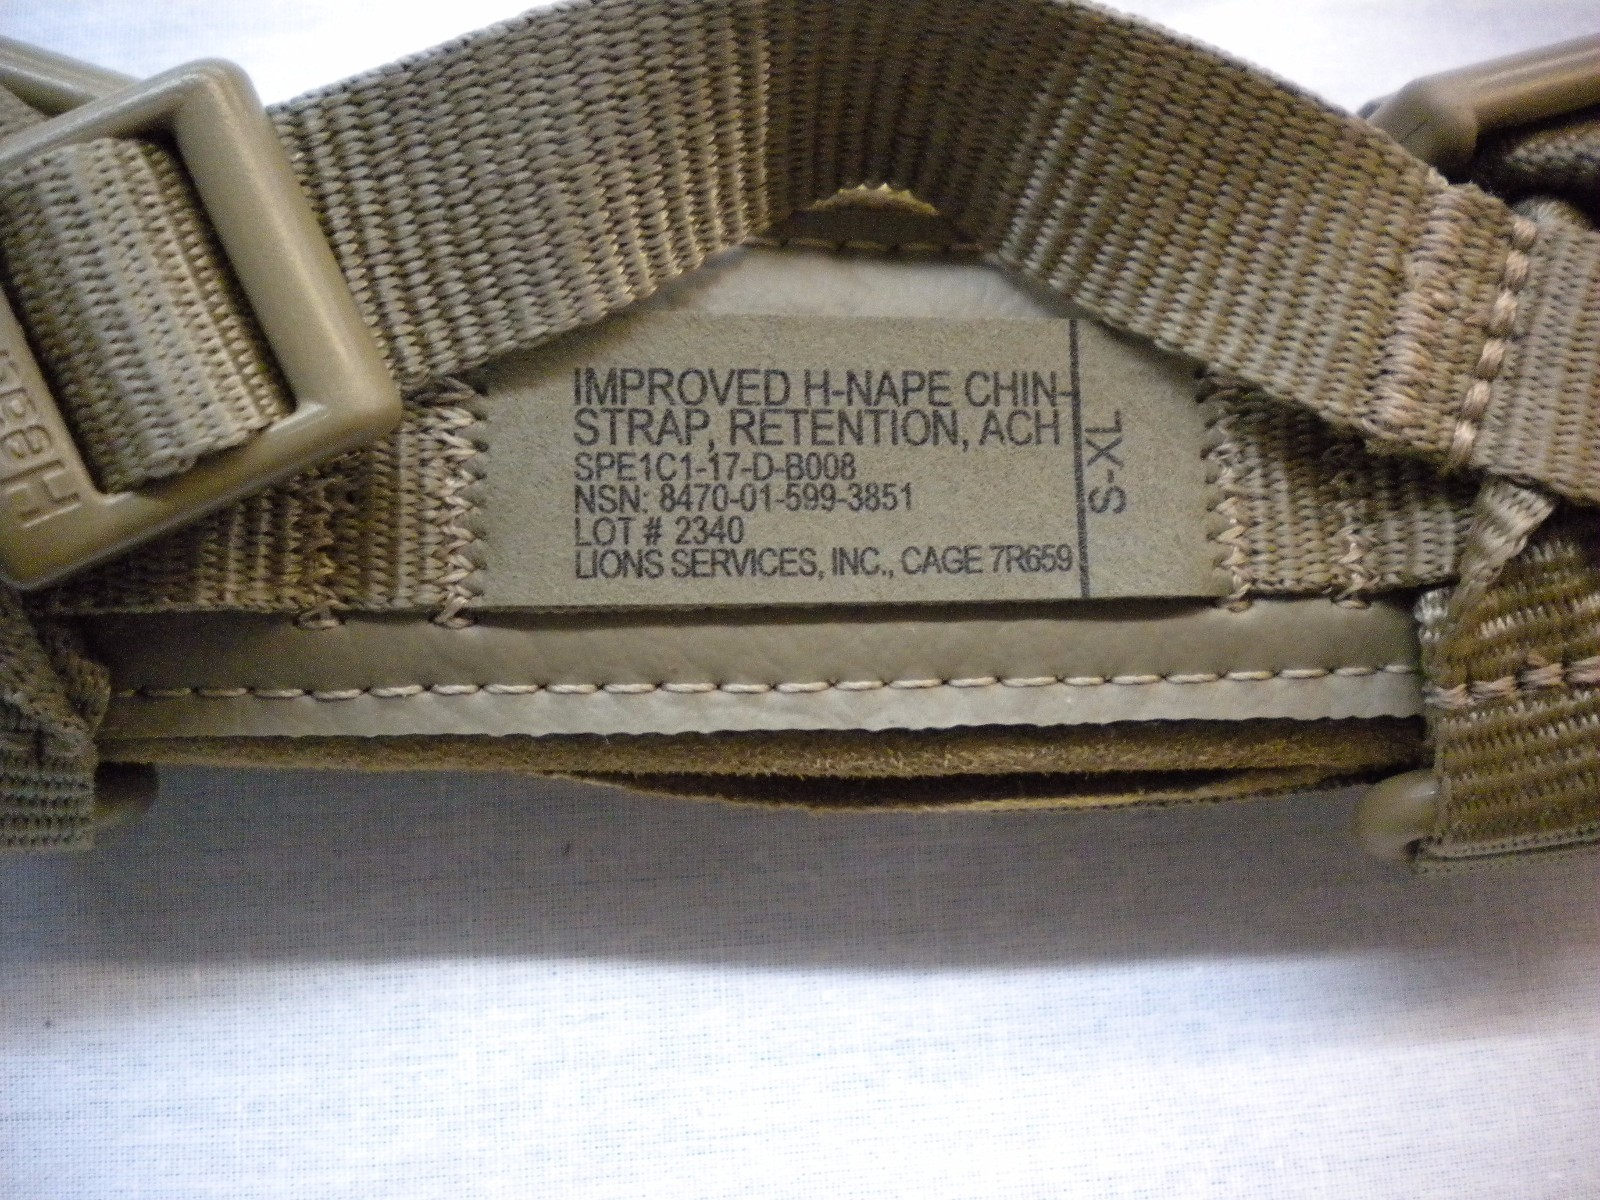 IMPROVED H-NAPE CHIN-
STRAP, RETENTION, ACH
SPE1C1-17-D-B008
NSN: 8470-01-599-3851
LOT # 2340
LIONS SERVICES, INC., CAGE 7R659
S-XL